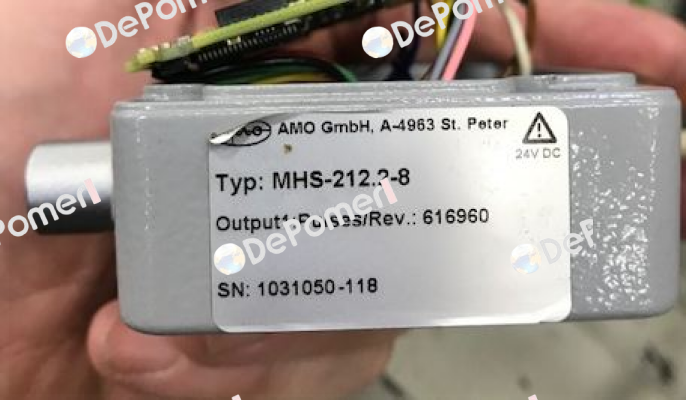 AMO GmbH, A-4963 St. Peter
24V DC
Typ: MHS-212.2-8
Output1:Pulses/Rev.: 616960
SN: 1031050-118
DePomeri
DePomeri
DePomeri
DePomeri
DeP